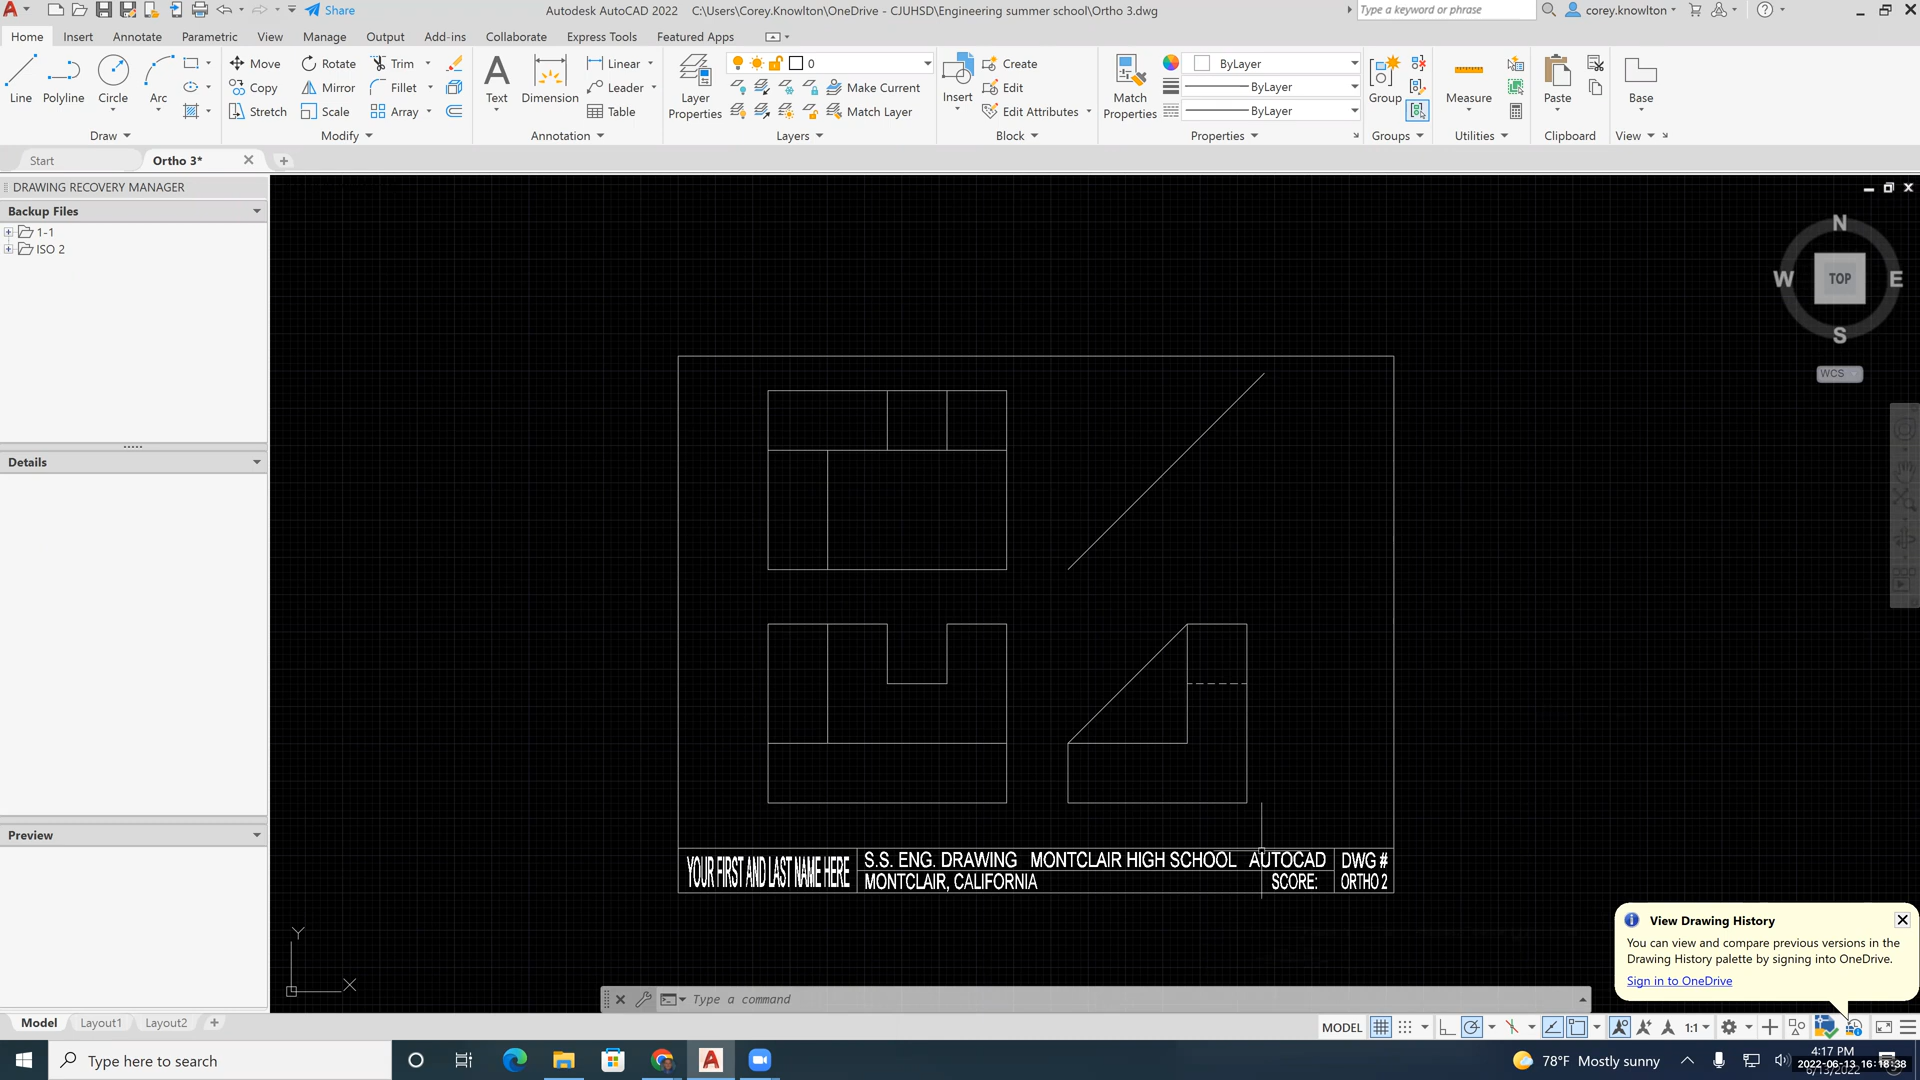 Share
Autodesk AutoCAD 2022 C:\Users\Corey.Knowlton\OneDrive - CJUHSD\Engineering summer school\Ortho 3.dwg
Type a keyword or phrase
corey.knowlton
Home Insert Annotate Parametric View Manage Output Add-ins Collaborate Express Tools Featured Apps
Line Polyline Circle Arc
Draw
Move Rotate Trim
Copy Mirror Fillet
Stretch Scale Array
Modify
Text Dimension
Linear
Leader
Table
Annotation
Layer Properties
0
Make Current
Match Layer
Layers
Insert
Create
Edit
Edit Attributes
Block
Match Properties
ByLayer
ByLayer
ByLayer
Properties
Group
Groups
Measure
Utilities
Paste
Clipboard
Base
View
Start
Ortho 3*
DRAWING RECOVERY MANAGER
Backup Files
1-1
ISO 2
Details
Preview
N
W TOP E
S
WCS
YOUR FIRST AND LAST NAME HERE
S.S. ENG. DRAWING MONTCLAIR HIGH SCHOOL AUTOCAD
MONTCLAIR, CALIFORNIA SCORE:
DWG #
ORTHO 2
Y
X
View Drawing History
You can view and compare previous versions in the
Drawing History palette by signing into OneDrive.
Sign in to OneDrive
Type a command
Model Layout1 Layout2
MODEL
1:1
Type here to search
78°F Mostly sunny
4:17 PM
2022-06-13 16:18:38